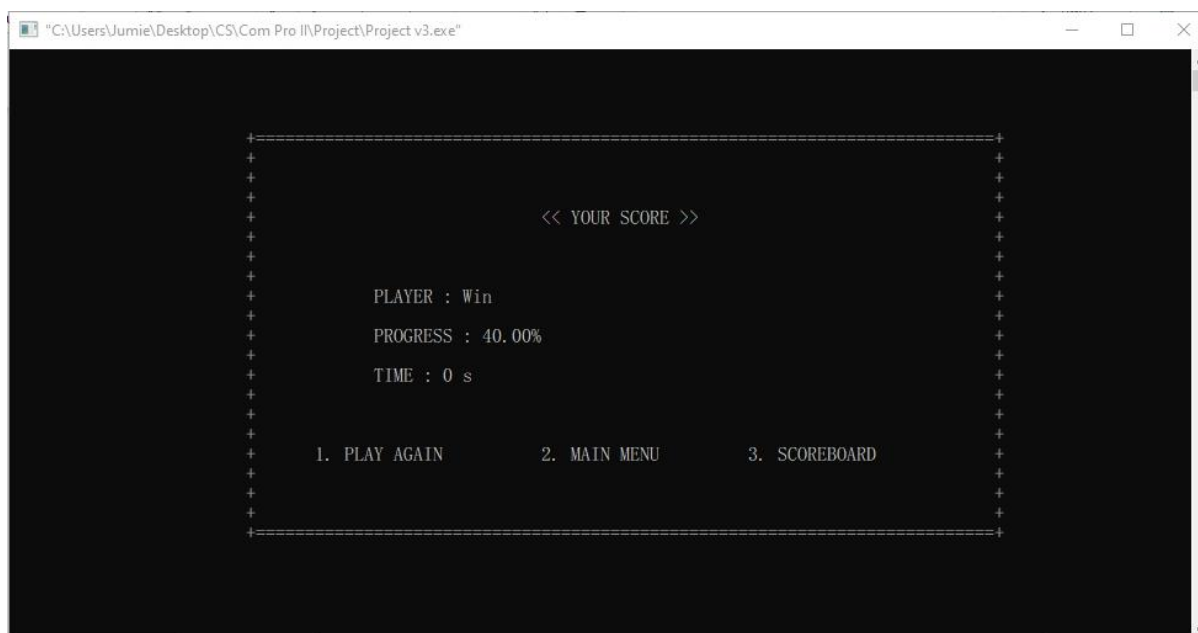 "C:\Users\Jumie\Desktop\CS\Com Pro II\Project\Project v3.exe"
<< YOUR SCORE >>
PLAYER : Win
PROGRESS : 40.00%
TIME : 0 s
1. PLAY AGAIN 2. MAIN MENU 3. SCOREBOARD